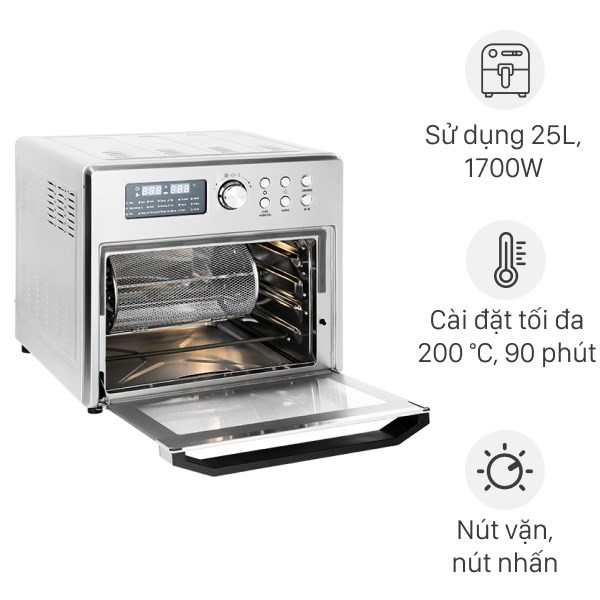 Sử dụng 25L,
1700W
Cài đặt tối đa
200 °C, 90 phút
Nút vặn,
nút nhấn